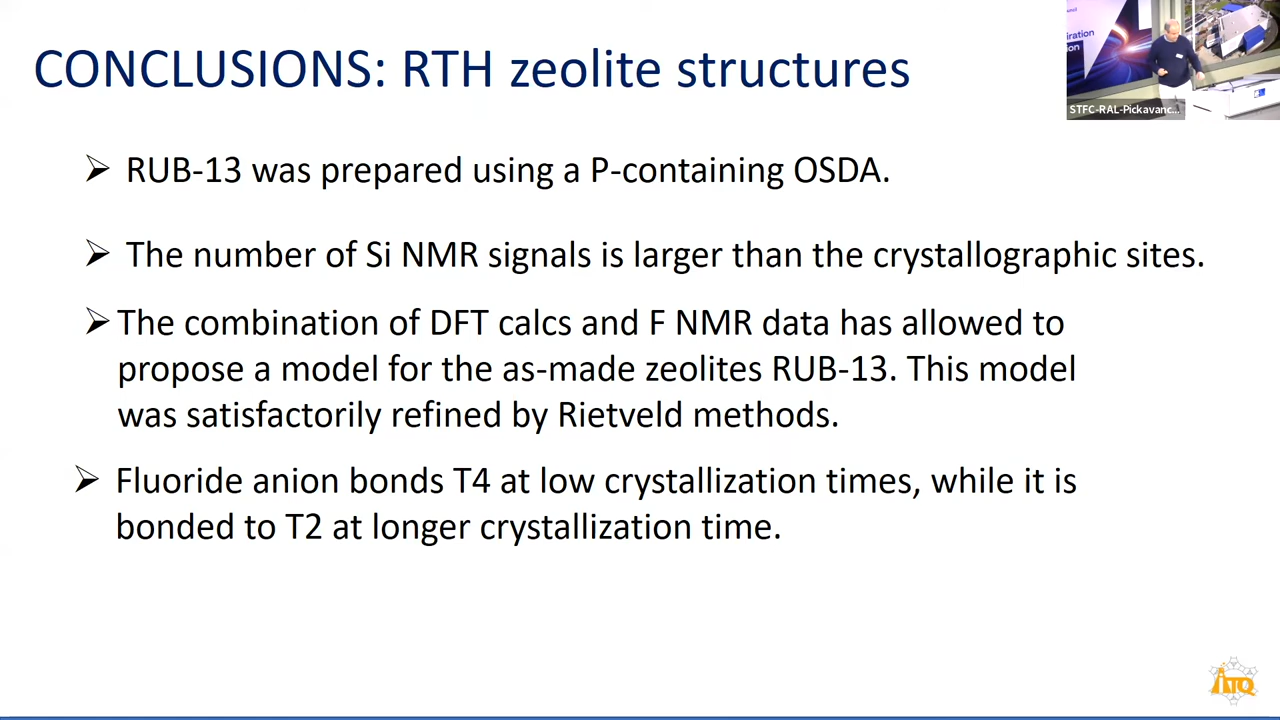 CONCLUSIONS: RTH zeolite structures
STFC-RAL-Pickavanc...
➢ RUB-13 was prepared using a P-containing OSDA.
➢ The number of Si NMR signals is larger than the crystallographic sites.
➢ The combination of DFT calcs and F NMR data has allowed to
propose a model for the as-made zeolites RUB-13. This model
was satisfactorily refined by Rietveld methods.
➢ Fluoride anion bonds T4 at low crystallization times, while it is
bonded to T2 at longer crystallization time.
iTQ